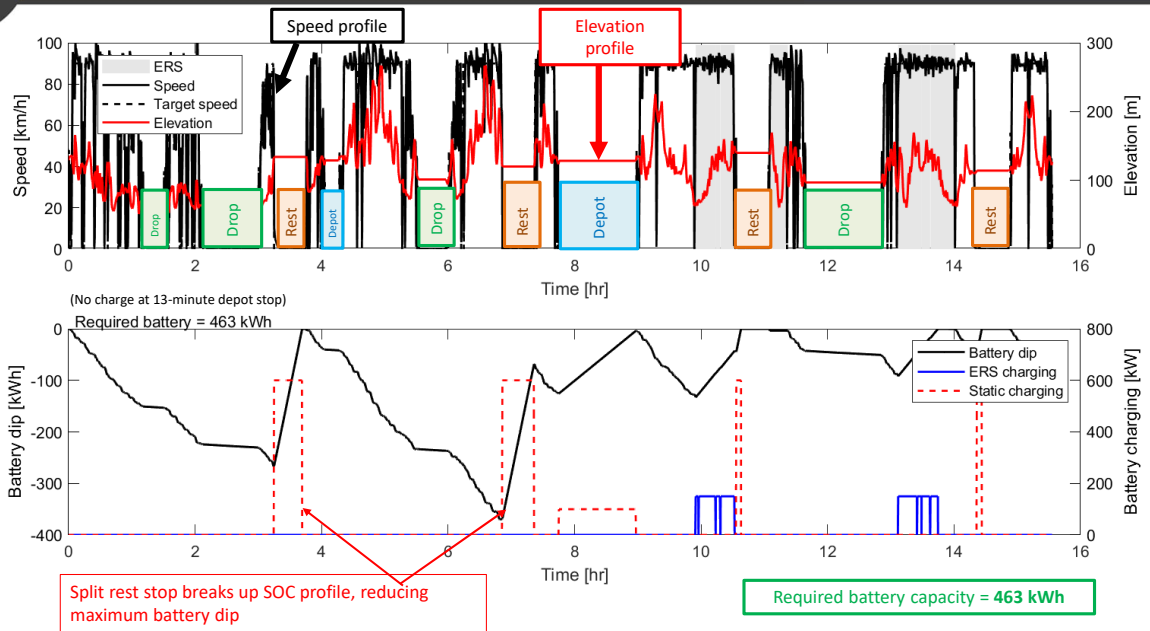 Speed profile
Elevation
profile
100
80
60
40
20
0
Speed [km/h]
300
200
100
0
Elevation [m]
ERS
Speed
Target speed
Elevation
Drop
Drop
Rest
Depot
Drop
Rest
Depot
Rest
Drop
Rest
0 2 4 6 8 10 12 14 16
Time [hr]
(No charge at 13-minute depot stop)
Required battery = 463 kWh
0
-100
-200
-300
-400
Battery dip [kWh]
800
600
400
200
0
Battery charging [kW]
Battery dip
ERS charging
Static charging
0 2 4 6 8 10 12 14 16
Time [hr]
Split rest stop breaks up SOC profile, reducing
maximum battery dip
Required battery capacity = 463 kWh